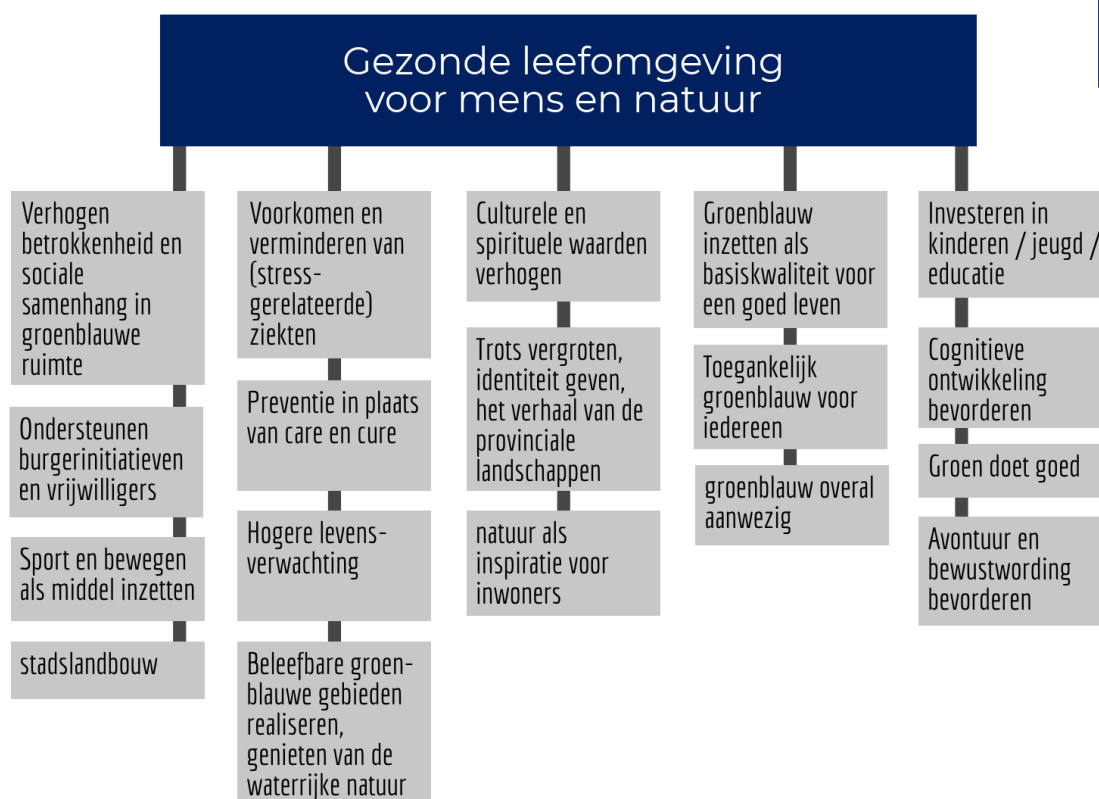 Gezonde leefomgeving
voor mens en natuur
Verhogen
betrokkenheid en
sociale
samenhang in
groenblauwe
ruimte
Ondersteunen
burgerinitiatieven
en vrijwilligers
Sport en bewegen
als middel inzetten
stadslandbouw
Voorkomen en
verminderen van
(stress-
gerelateerde)
ziekten
Preventie in plaats
van care en cure
Hogere levens-
verwachting
Beleefbare groen-
blauwe gebieden
realiseren,
genieten van de
waterrijke natuur
Culturele en
spirituele waarden
verhogen
Trots vergroten,
identiteit geven,
het verhaal van de
provinciale
landschappen
natuur als
inspiratie voor
inwoners
Groenblauw
inzetten als
basiskwaliteit voor
een goed leven
Toegankelijk
groenblauw voor
iedereen
groenblauw overal
aanwezig
Investeren in
kinderen / jeugd /
educatie
Cognitieve
ontwikkeling
bevorderen
Groen doet goed
Avontuur en
bewustwording
bevorderen